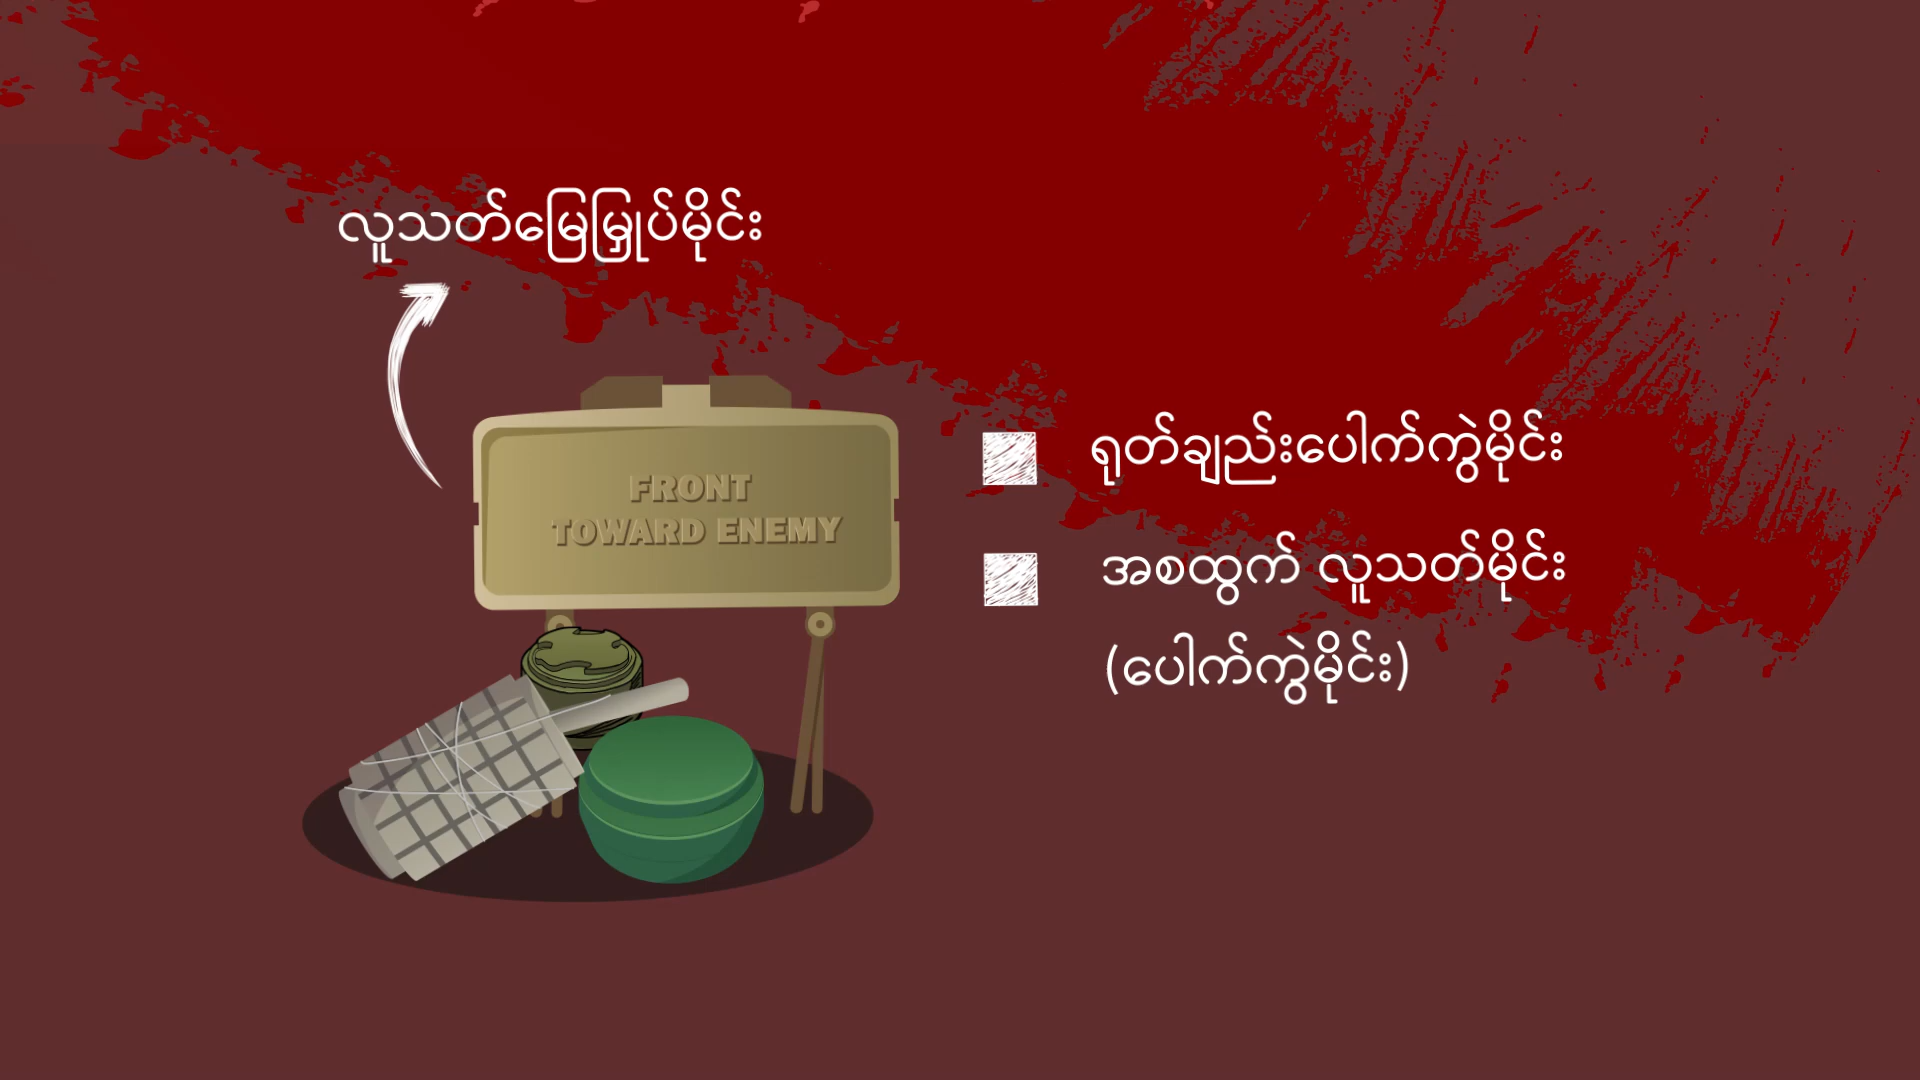 လူသတ်မြေမြှုပ်မိုင်း
FRONT
TOWARD ENEMY
ရုတ်ချည်းပေါက်ကွဲမိုင်း
အစထွက် လူသတ်မိုင်း
(ပေါက်ကွဲမိုင်း)